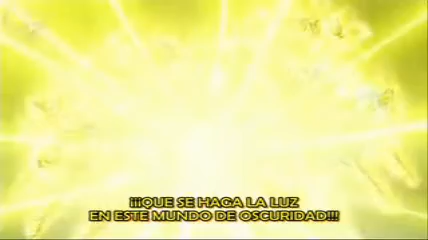 ¡¡¡QUE SE HAGA LA LUZ
EN ESTE MUNDO DE OSCURIDAD!!!